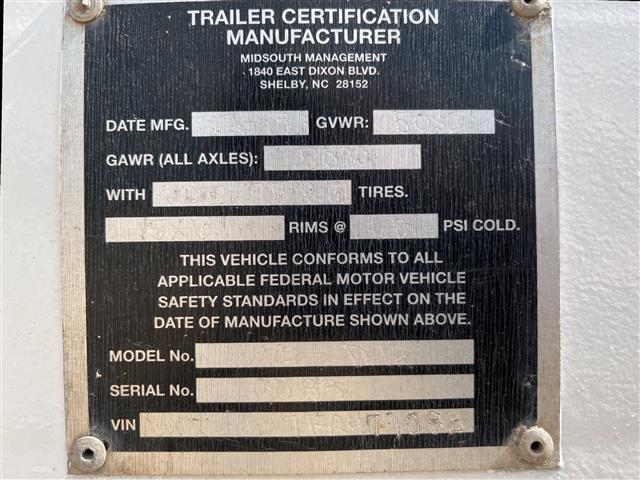 TRAILER CERTIFICATION
MANUFACTURER
MIDSOUTH MANAGEMENT
1840 EAST DIXON BLVD.
SHELBY, NC 28152
DATE MFG. GVWR:
GAWR (ALL AXLES):
WITH TIRES.
RIMS @ PSI COLD.
THIS VEHICLE CONFORMS TO ALL
APPLICABLE FEDERAL MOTOR VEHICLE
SAFETY STANDARDS IN EFFECT ON THE
DATE OF MANUFACTURE SHOWN ABOVE.
MODEL No.
SERIAL No.
VIN